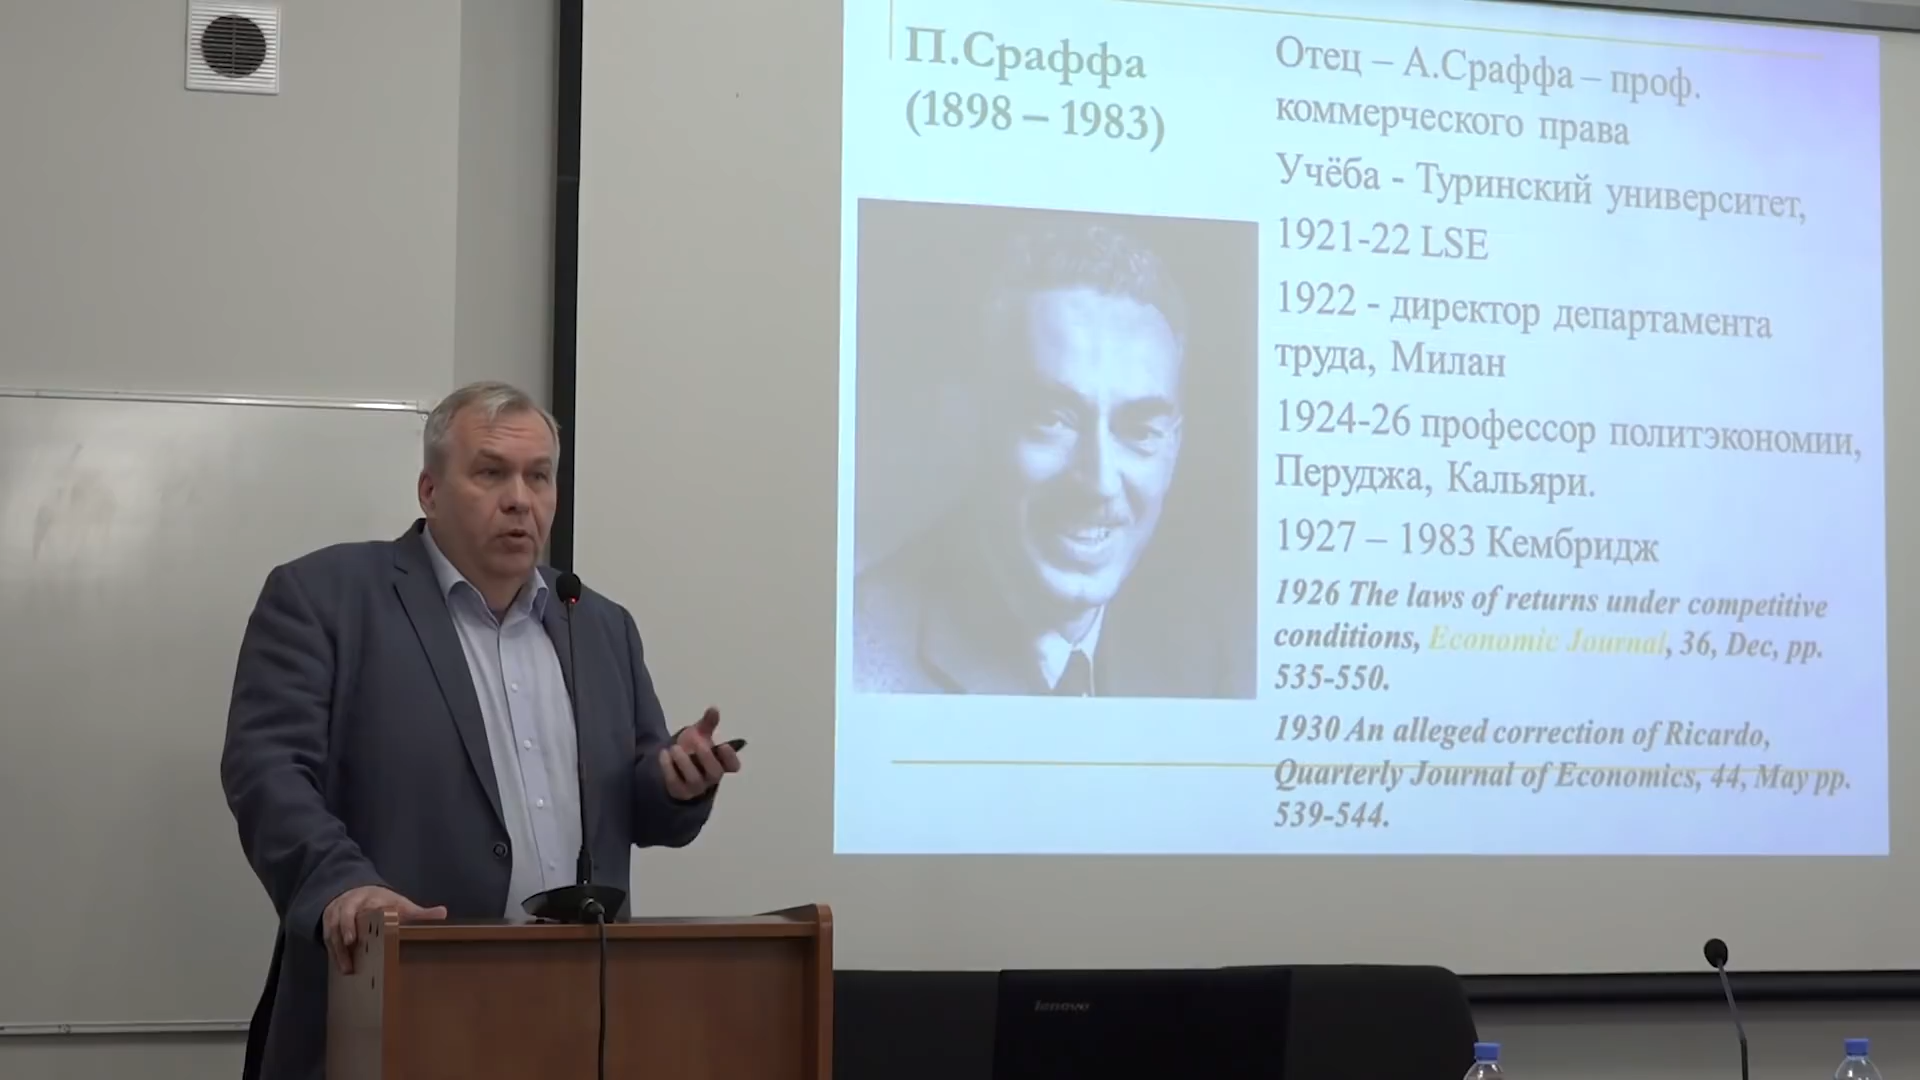 П.Сраффа
(1898 – 1983)
Отец – А.Сраффа – проф.
коммерческого права
Учёба - Туринский университет,
1921-22 LSE
1922 - директор департамента
труда, Милан
1924-26 профессор политэкономии,
Перуджа, Кальяри.
1927 – 1983 Кембридж
1926 The laws of returns under competitive
conditions, Economic Journal, 36, Dec, pp.
535-550.
1930 An alleged correction of Ricardo,
Quarterly Journal of Economics, 44, May pp.
539-544.
lenovo